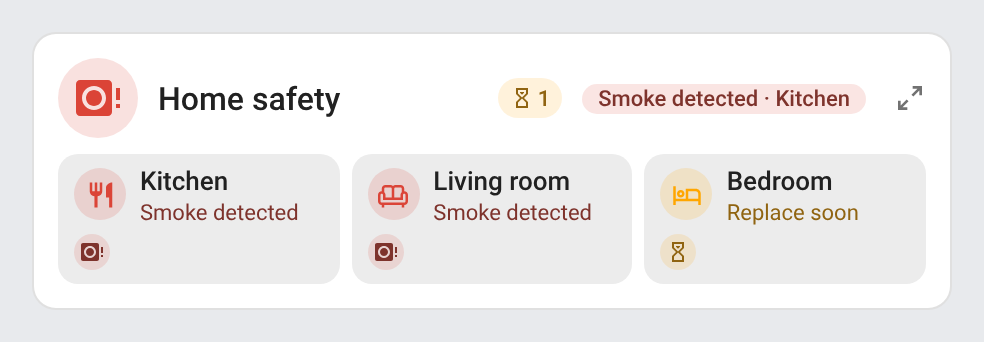 Home safety
1
Smoke detected · Kitchen
Kitchen
Smoke detected
Living room
Smoke detected
Bedroom
Replace soon